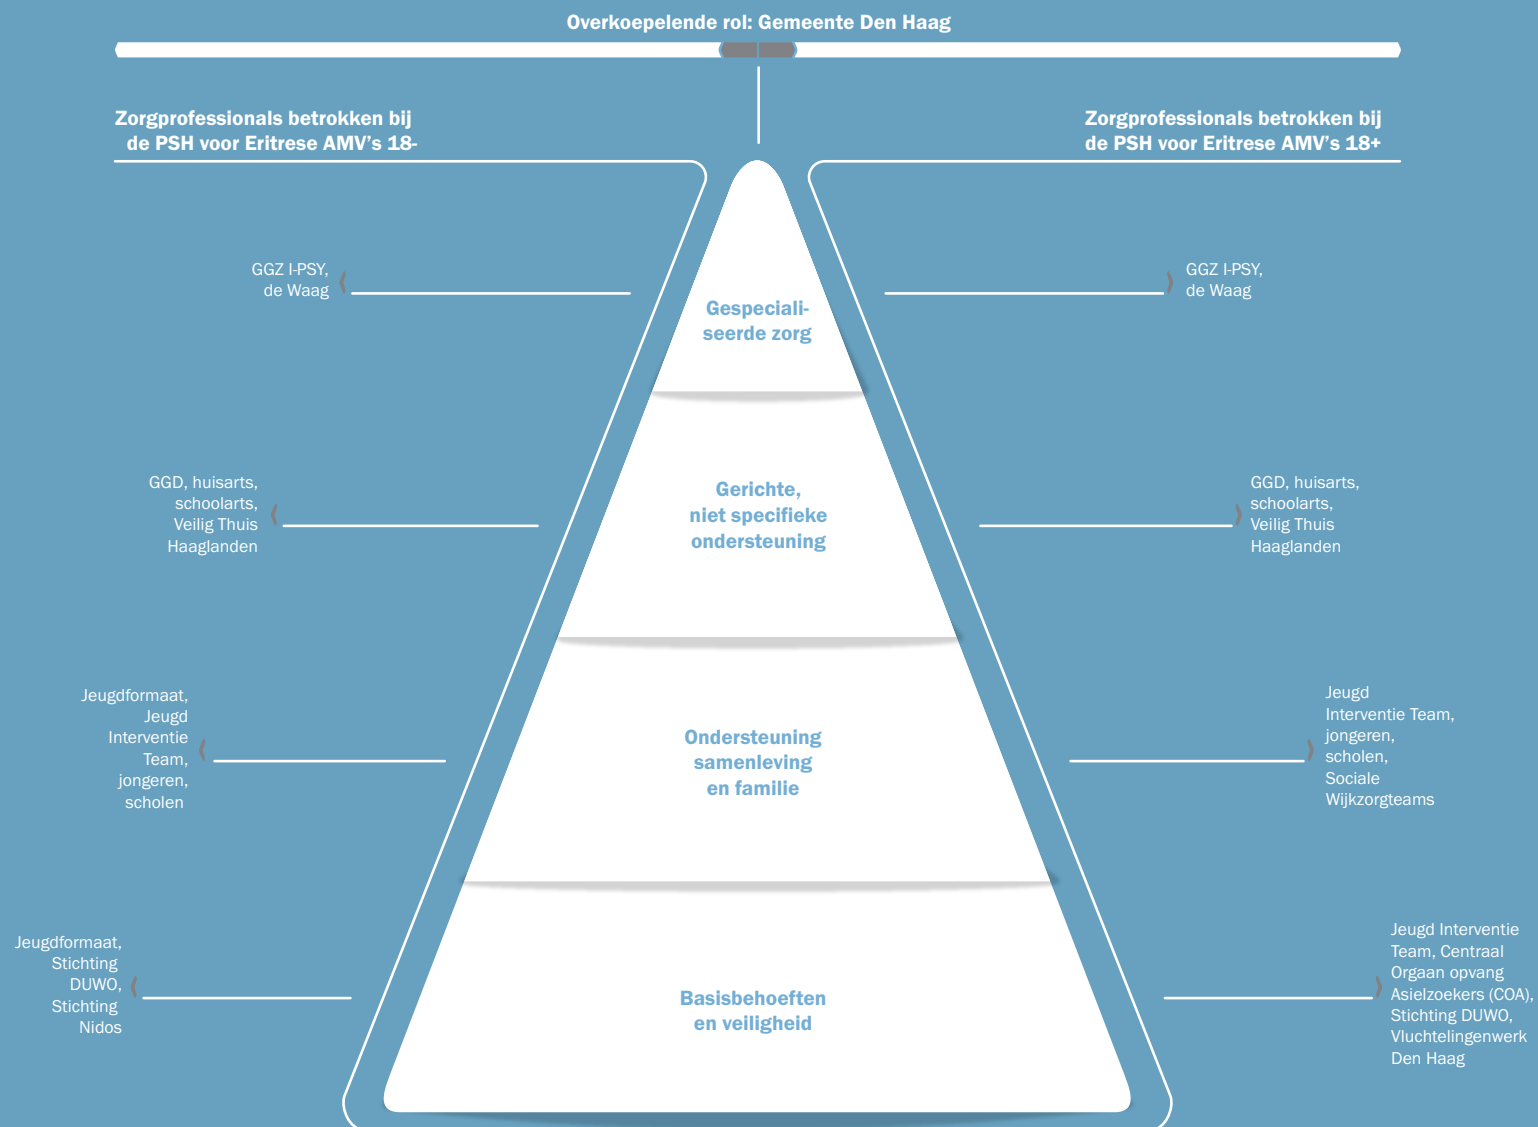 Overkoepelende rol: Gemeente Den Haag
Zorgprofessionals betrokken bij
de PSH voor Eritrese AMV's 18-
Zorgprofessionals betrokken bij
de PSH voor Eritrese AMV's 18+
GGZ I-PSY,
de Waag
Gespeciali-
seerde zorg
GGZ I-PSY,
de Waag
GGD, huisarts,
schoolarts,
Veilig Thuis
Haaglanden
Gerichte,
niet specifieke
ondersteuning
GGD, huisarts,
schoolarts,
Veilig Thuis
Haaglanden
Jeugdformaat,
Jeugd
Interventie
Team,
jongeren,
scholen
Ondersteuning
samenleving
en familie
Jeugd
Interventie Team,
jongeren,
scholen,
Sociale
Wijkzorgteams
Jeugdformaat,
Stichting
DUWO,
Stichting
Nidos
Basisbehoeften
en veiligheid
Jeugd Interventie
Team, Centraal
Orgaan opvang
Asielzoekers (COA),
Stichting DUWO,
Vluchtelingenwerk
Den Haag